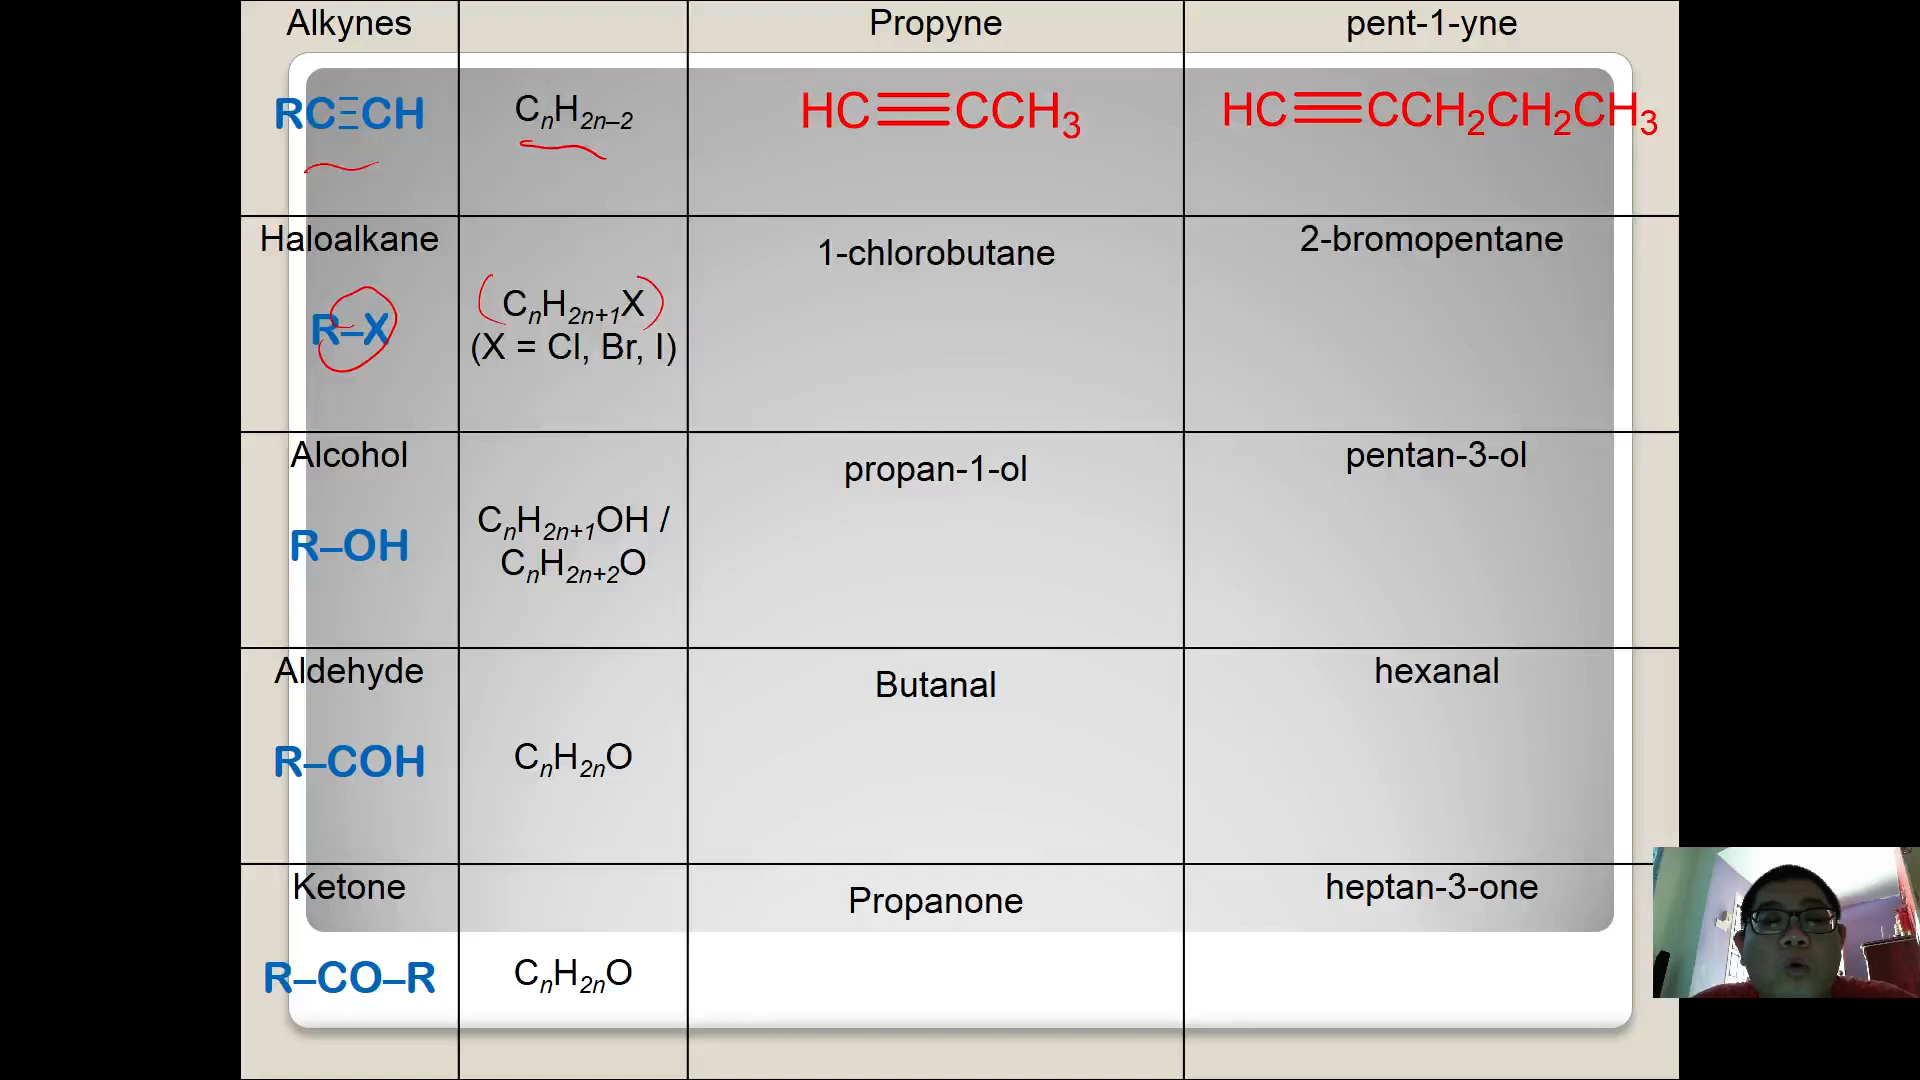 Alkynes
Propyne
pent-1-yne
RC≡CH
CₙH₂ₙ₋₂
HC≡CCH₃
HC≡CCH₂CH₂CH₃
Haloalkane
1-chlorobutane
2-bromopentane
R–X
CₙH₂ₙ₊₁X
(X = Cl, Br, I)
Alcohol
propan-1-ol
pentan-3-ol
R–OH
CₙH₂ₙ₊₁OH /
CₙH₂ₙ₊₂O
Aldehyde
Butanal
hexanal
R–COH
CₙH₂ₙO
Ketone
Propanone
heptan-3-one
R–CO–R
CₙH₂ₙO